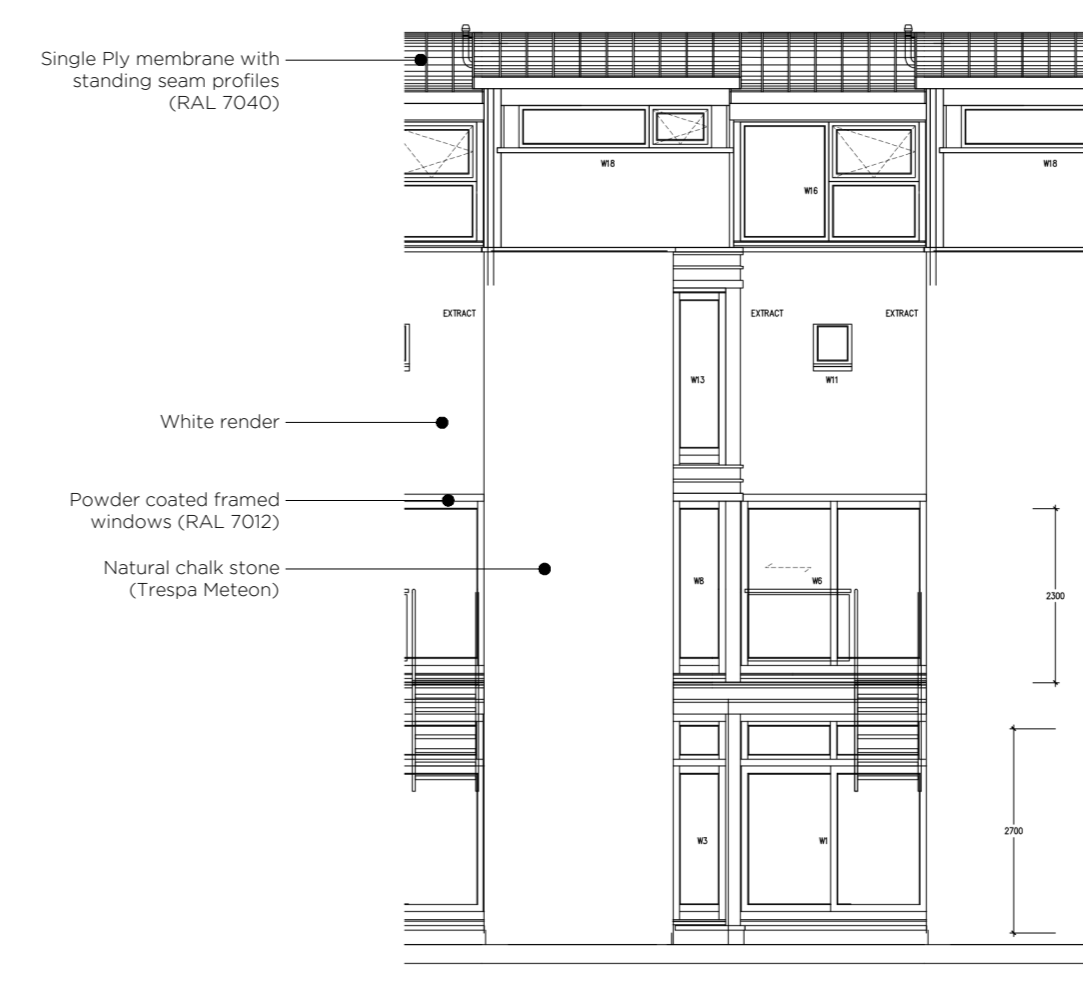 Single Ply membrane with
standing seam profiles
(RAL 7040)
W18
W18
W16
EXTRACT
EXTRACT
EXTRACT
W13
W11
White render
Powder coated framed
windows (RAL 7012)
Natural chalk stone
(Trespa Meteon)
W8
W6
2300
2700
W3
W1